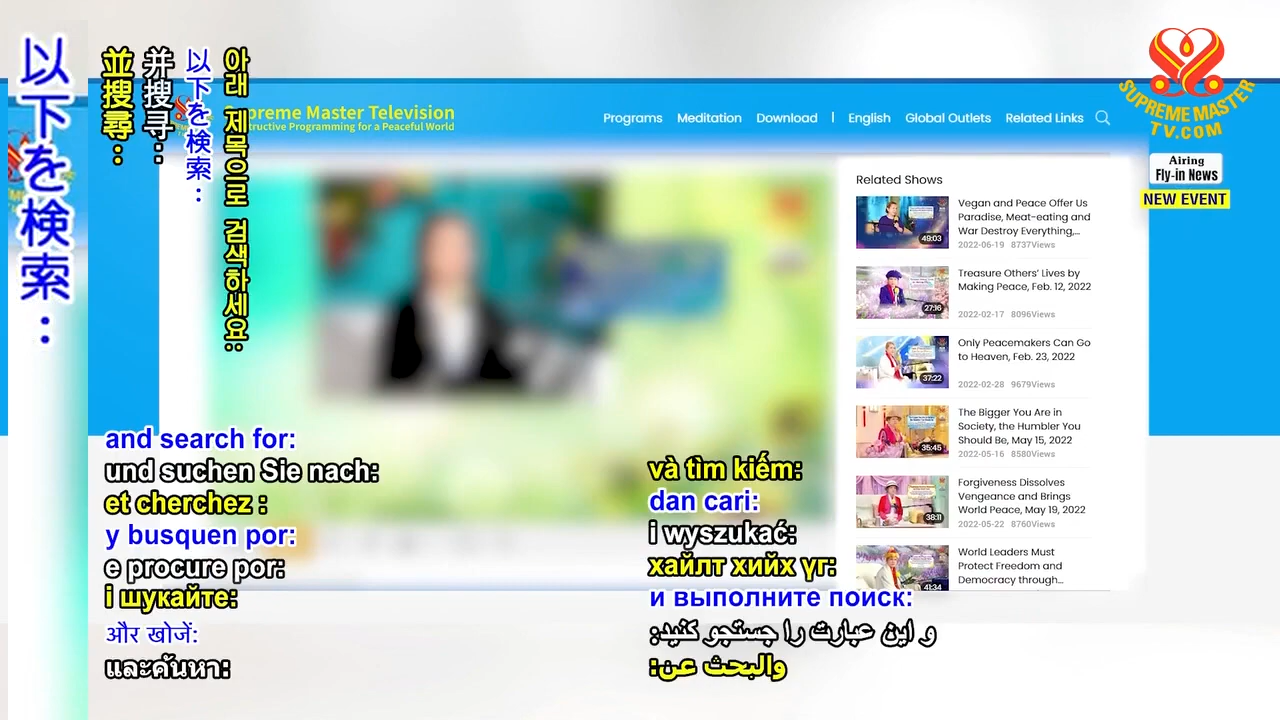 以下を検索：
並搜尋：
并搜寻：
以下を検索：
아래 제목으로 검색하세요:
preme Master Television
tructive Programming for a Peaceful World
Programs
Meditation
Download
|
English
Global Outlets
Related Links
SUPREME MASTER
TV.COM
Airing
Fly-in News
NEW EVENT
Related Shows
Vegan and Peace Offer Us
Paradise, Meat-eating and
War Destroy Everything,...
2022-06-19 8737Views
49:03
Treasure Others' Lives by
Making Peace, Feb. 12, 2022
2022-02-17 8096Views
27:16
Only Peacemakers Can Go
to Heaven, Feb. 23, 2022
2022-02-28 9679Views
37:22
The Bigger You Are in
Society, the Humbler You
Should Be, May 15, 2022
2022-05-16 8580Views
35:45
Forgiveness Dissolves
Vengeance and Brings
World Peace, May 19, 2022
2022-05-22 8760Views
38:11
World Leaders Must
Protect Freedom and
Democracy through...
41:34
and search for:
und suchen Sie nach:
et cherchez :
y busquen por:
e procure por:
і шукайте:
और खोजें:
และค้นหา:
và tìm kiếm:
dan cari:
i wyszukać:
хайлт хийх үг:
и выполните поиск:
و این عبارت را جستجو کنید:
والبحث عن: